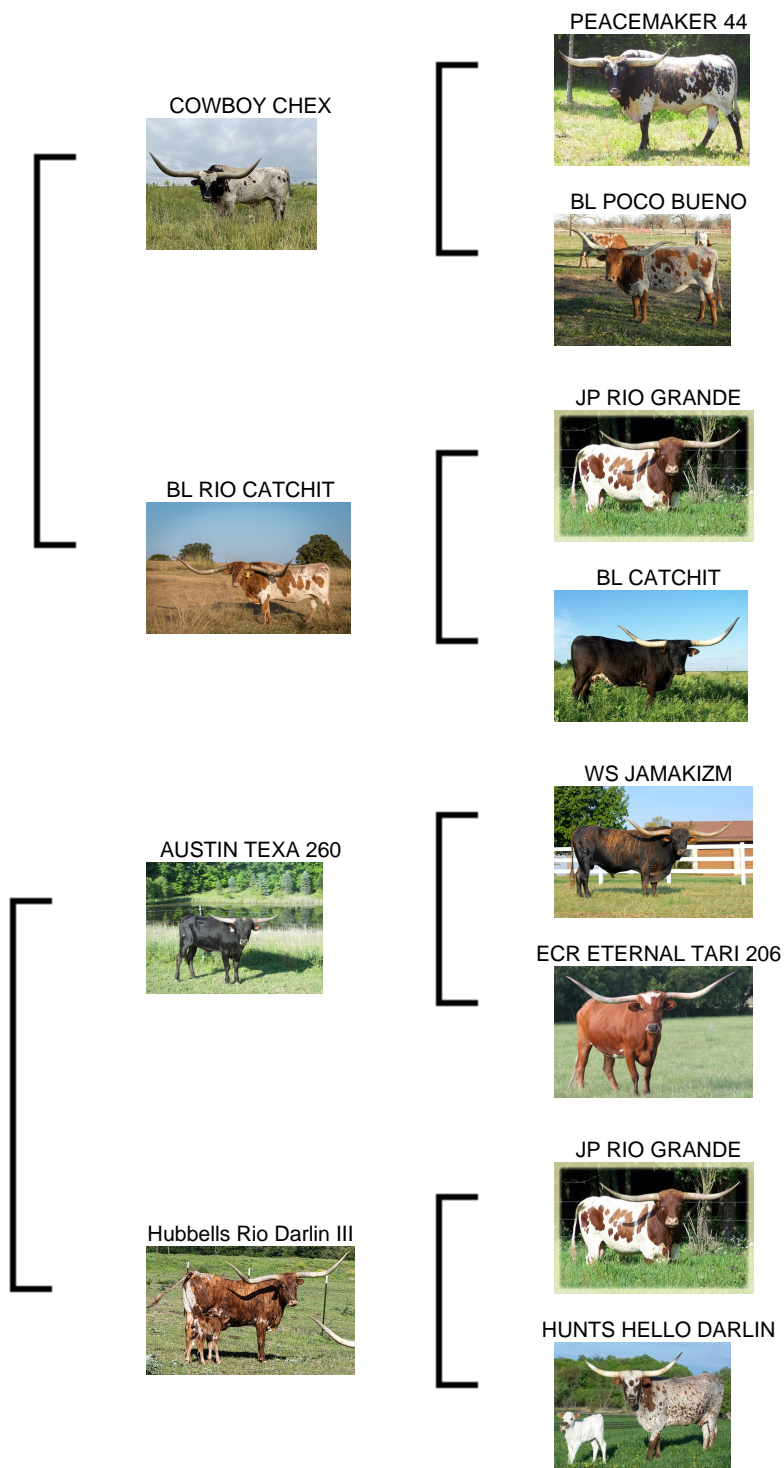 PEACEMAKER 44
COWBOY CHEX
BL POCO BUENO
JP RIO GRANDE
BL RIO CATCHIT
BL CATCHIT
WS JAMAKIZM
AUSTIN TEXA 260
ECR ETERNAL TARI 206
JP RIO GRANDE
Hubbells Rio Darlin III
HUNTS HELLO DARLIN